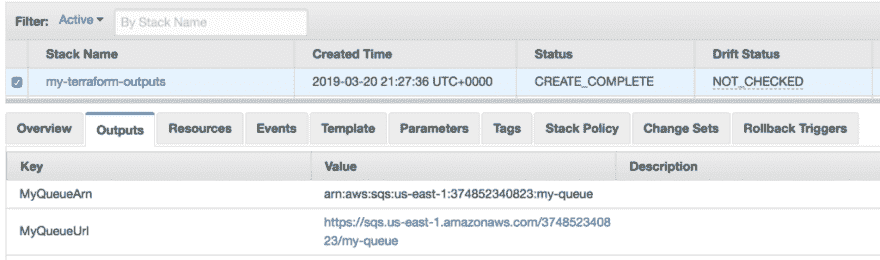 Filter: Active By Stack Name
Stack Name Created Time Status Drift Status
my-terraform-outputs 2019-03-20 21:27:36 UTC+0000 CREATE_COMPLETE NOT_CHECKED
Overview Outputs Resources Events Template Parameters Tags Stack Policy Change Sets Rollback Triggers
Key Value Description
MyQueueArn arn:aws:sqs:us-east-1:374852340823:my-queue
MyQueueUrl https://sqs.us-east-1.amazonaws.com/3748523408
23/my-queue